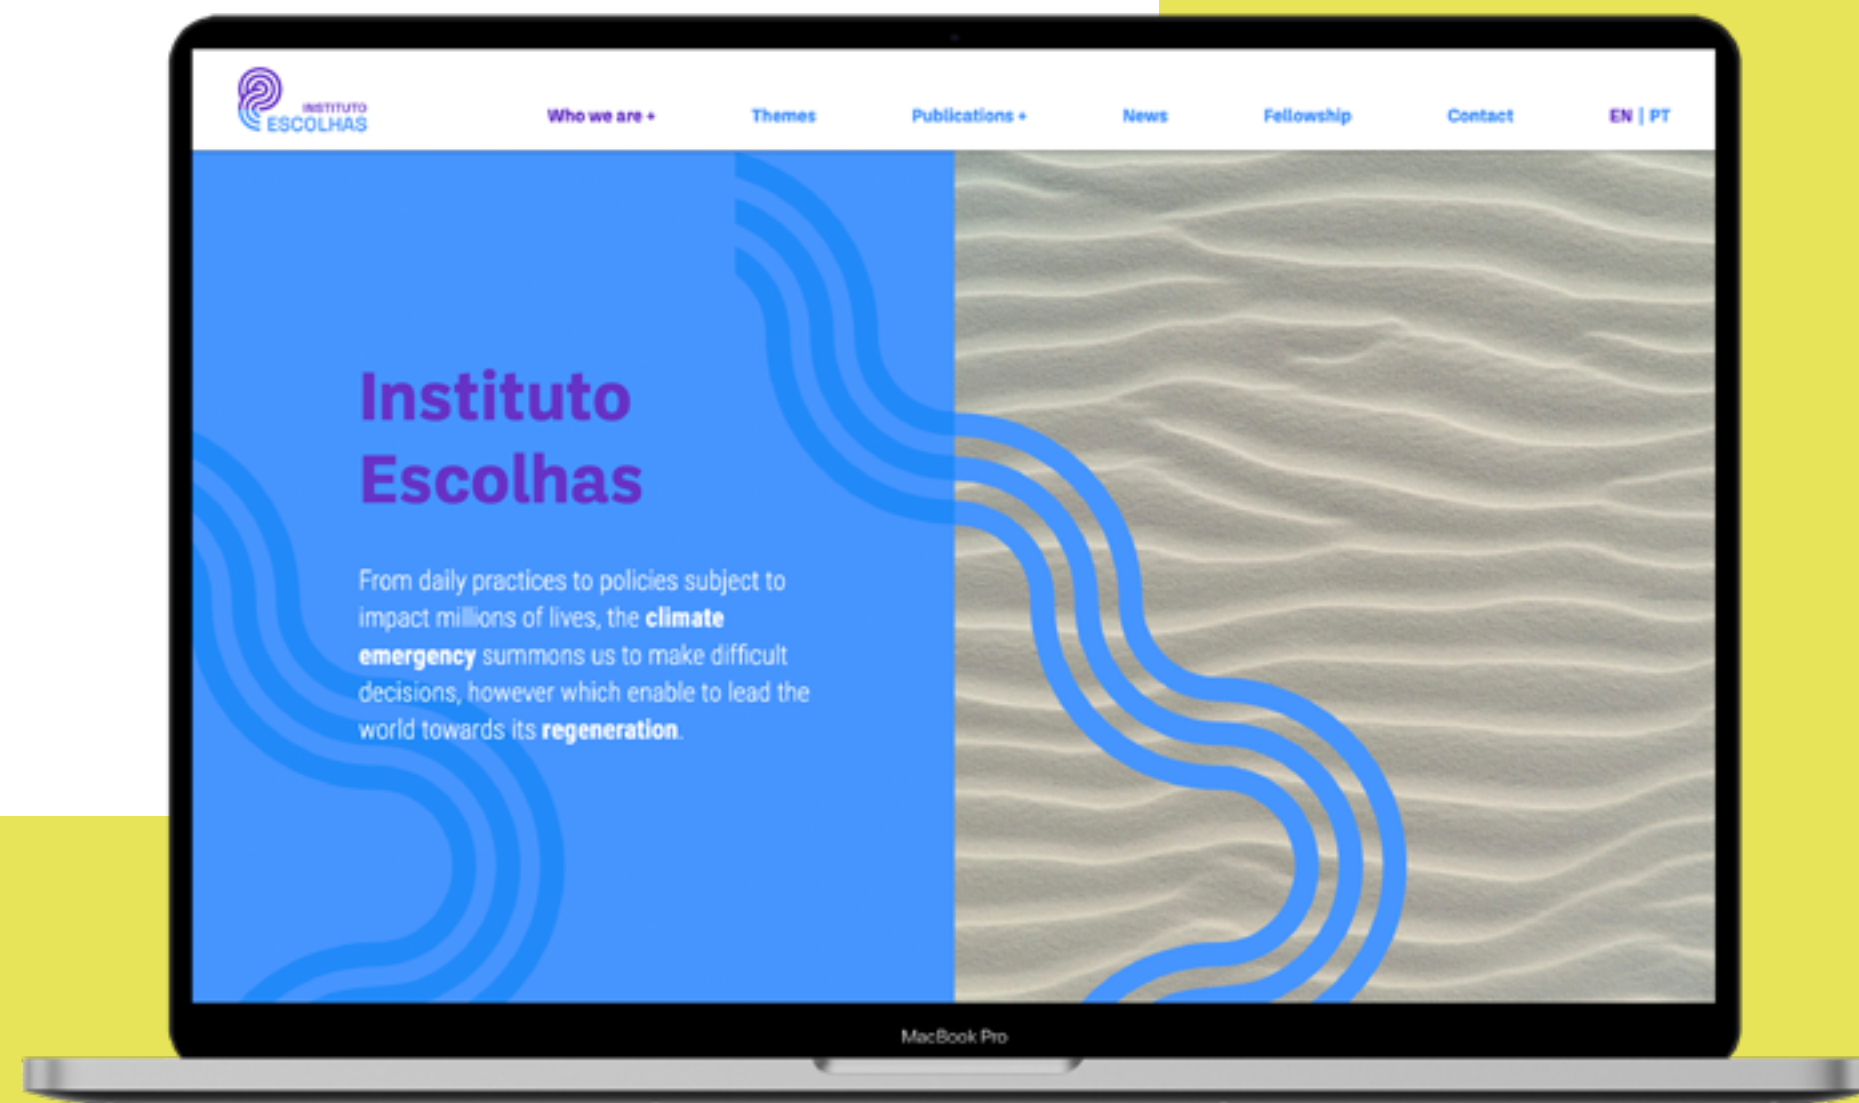 INSTITUTO
ESCOLHAS
Who we are +
Themes
Publications +
News
Fellowship
Contact
EN | PT
Instituto
Escolhas
From daily practices to policies subject to
impact millions of lives, the climate
emergency summons us to make difficult
decisions, however which enable to lead the
world towards its regeneration.
MacBook Pro